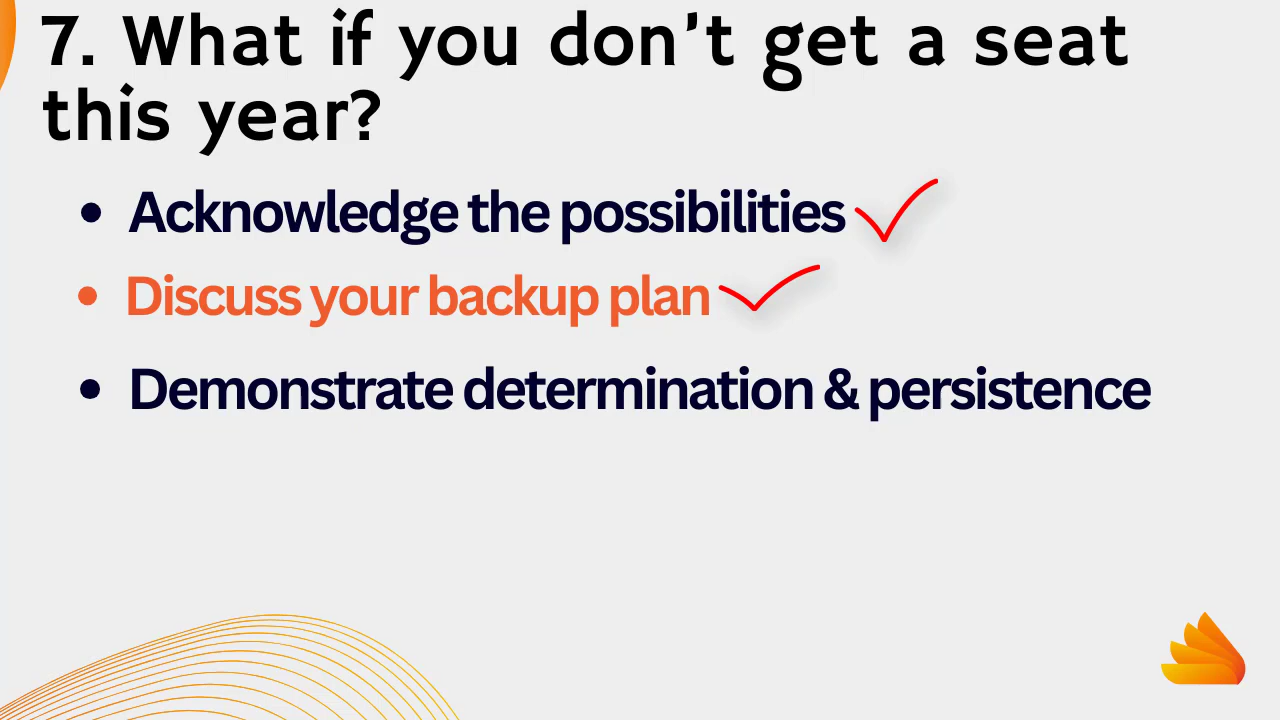 7. What if you don't get a seat
this year?
• Acknowledge the possibilities
• Discuss your backup plan
• Demonstrate determination & persistence